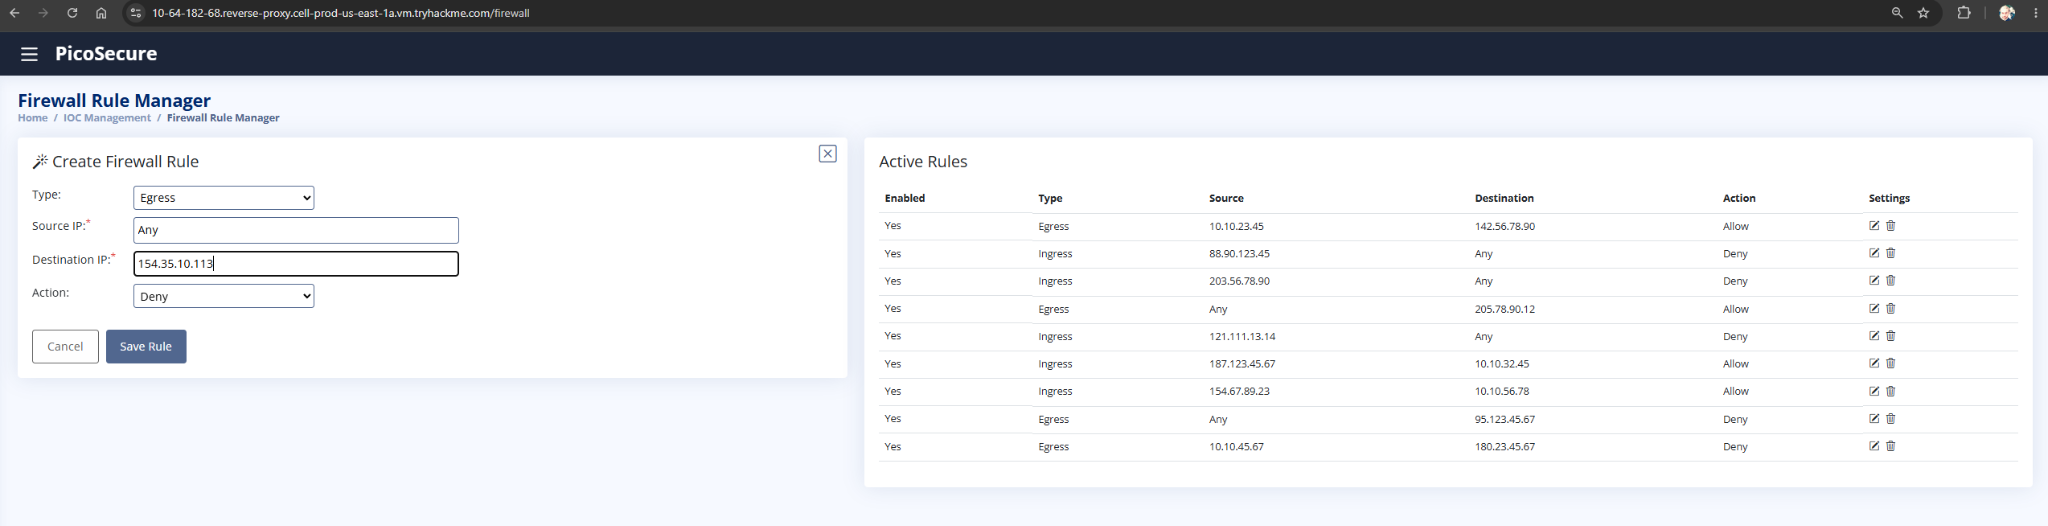 10-64-182-68.reverse-proxy.cell-prod-us-east-1a.vm.tryhackme.com/firewall
PicoSecure
Firewall Rule Manager
Home / IOC Management / Firewall Rule Manager
Create Firewall Rule
Type: Egress
Source IP:* Any
Destination IP:* 154.35.10.113
Action: Deny
Cancel Save Rule
Active Rules
Enabled Type Source Destination Action Settings
Yes Egress 10.10.23.45 142.56.78.90 Allow
Yes Ingress 88.90.123.45 Any Deny
Yes Ingress 203.56.78.90 Any Deny
Yes Egress Any 205.78.90.12 Allow
Yes Ingress 121.111.13.14 Any Deny
Yes Ingress 187.123.45.67 10.10.32.45 Allow
Yes Ingress 154.67.89.23 10.10.56.78 Allow
Yes Egress Any 95.123.45.67 Deny
Yes Egress 10.10.45.67 180.23.45.67 Deny